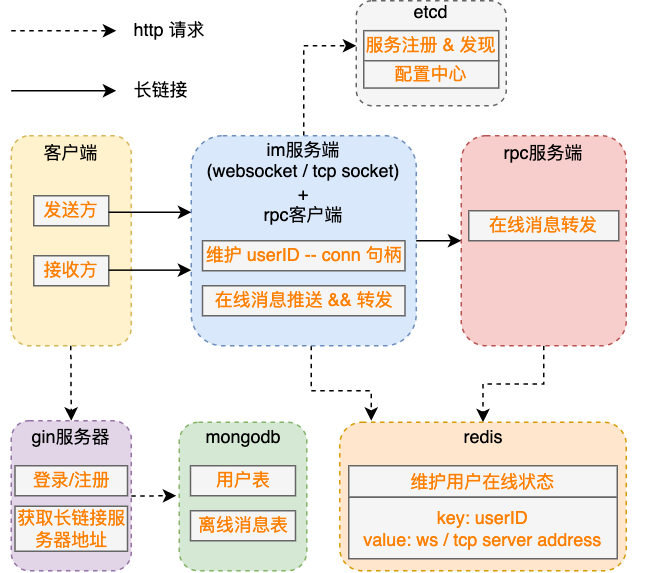 http 请求
长链接
etcd
服务注册 & 发现
配置中心
客户端
发送方
接收方
im服务端
(websocket / tcp socket)
+
rpc客户端
维护 userID -- conn 句柄
在线消息推送 && 转发
rpc服务端
在线消息转发
gin服务器
登录/注册
获取长链接服
务器地址
mongodb
用户表
离线消息表
redis
维护用户在线状态
key: userID
value: ws / tcp server address